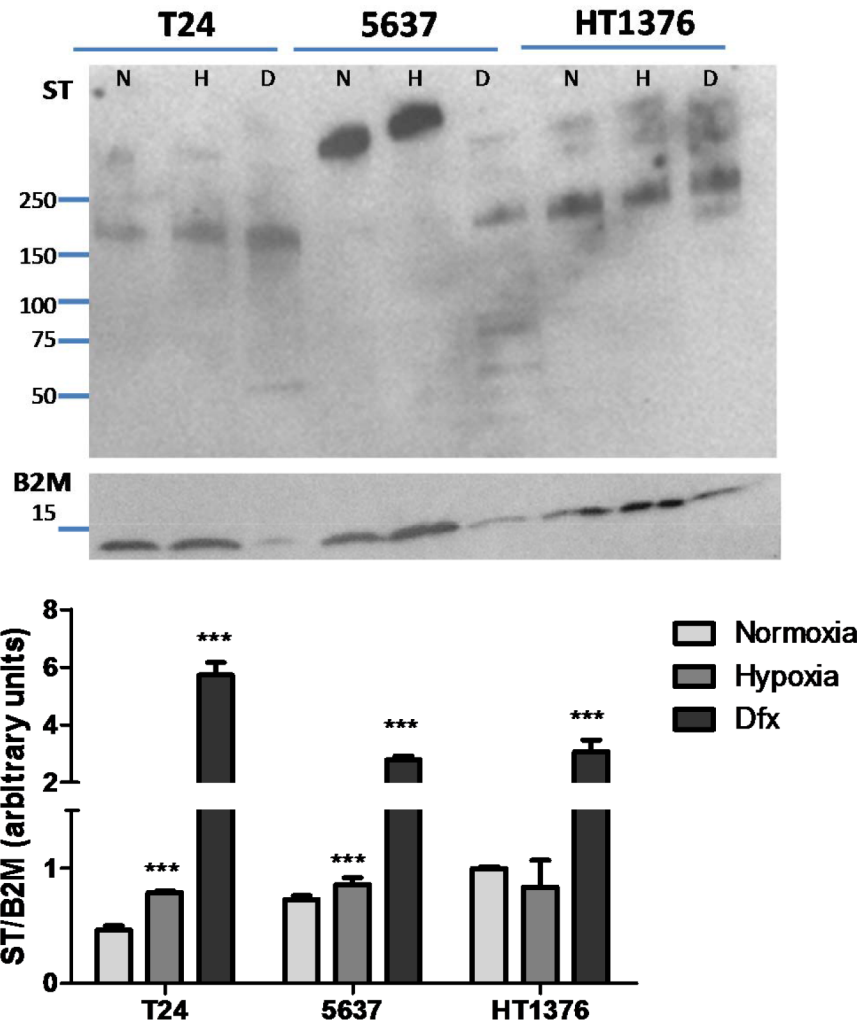 T24 5637 HT1376
ST N H D N H D N H D
250
150
100
75
50
B2M
15
ST/B2M (arbitrary units)
8
6
4
2
1
0
*** *** ***
*** ***
Normoxia
Hypoxia
Dfx
T24 5637 HT1376